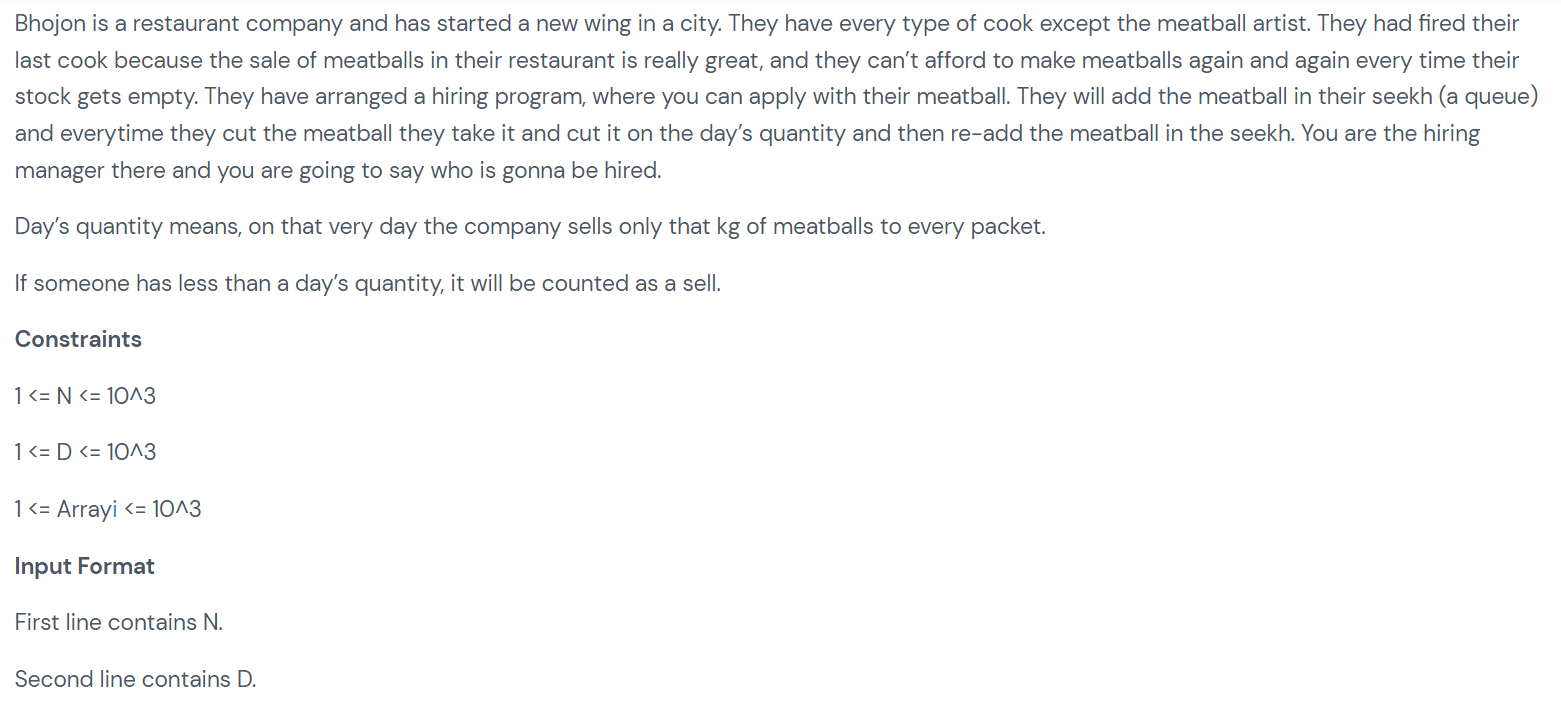 Bhojon is a restaurant company and has started a new wing in a city. They have every type of cook except the meatball artist. They had fired their
last cook because the sale of meatballs in their restaurant is really great, and they can’t afford to make meatballs again and again every time their
stock gets empty. They have arranged a hiring program, where you can apply with their meatball. They will add the meatball in their seekh (a queue)
and everytime they cut the meatball they take it and cut it on the day’s quantity and then re-add the meatball in the seekh. You are the hiring
manager there and you are going to say who is gonna be hired.
Day’s quantity means, on that very day the company sells only that kg of meatballs to every packet.
If someone has less than a day’s quantity, it will be counted as a sell.
Constraints
1 <= N <= 10^3
1 <= D <= 10^3
1 <= Arrayi <= 10^3
Input Format
First line contains N.
Second line contains D.